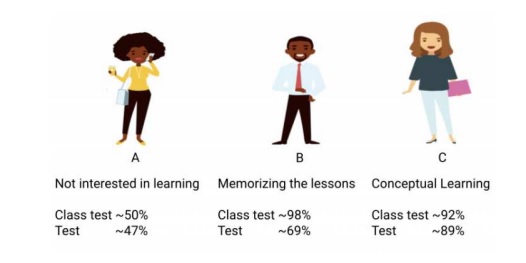 A B C
Not interested in learning Memorizing the lessons Conceptual Learning
Class test ~50% Class test ~98% Class test ~92%
Test ~47% Test ~69% Test ~89%